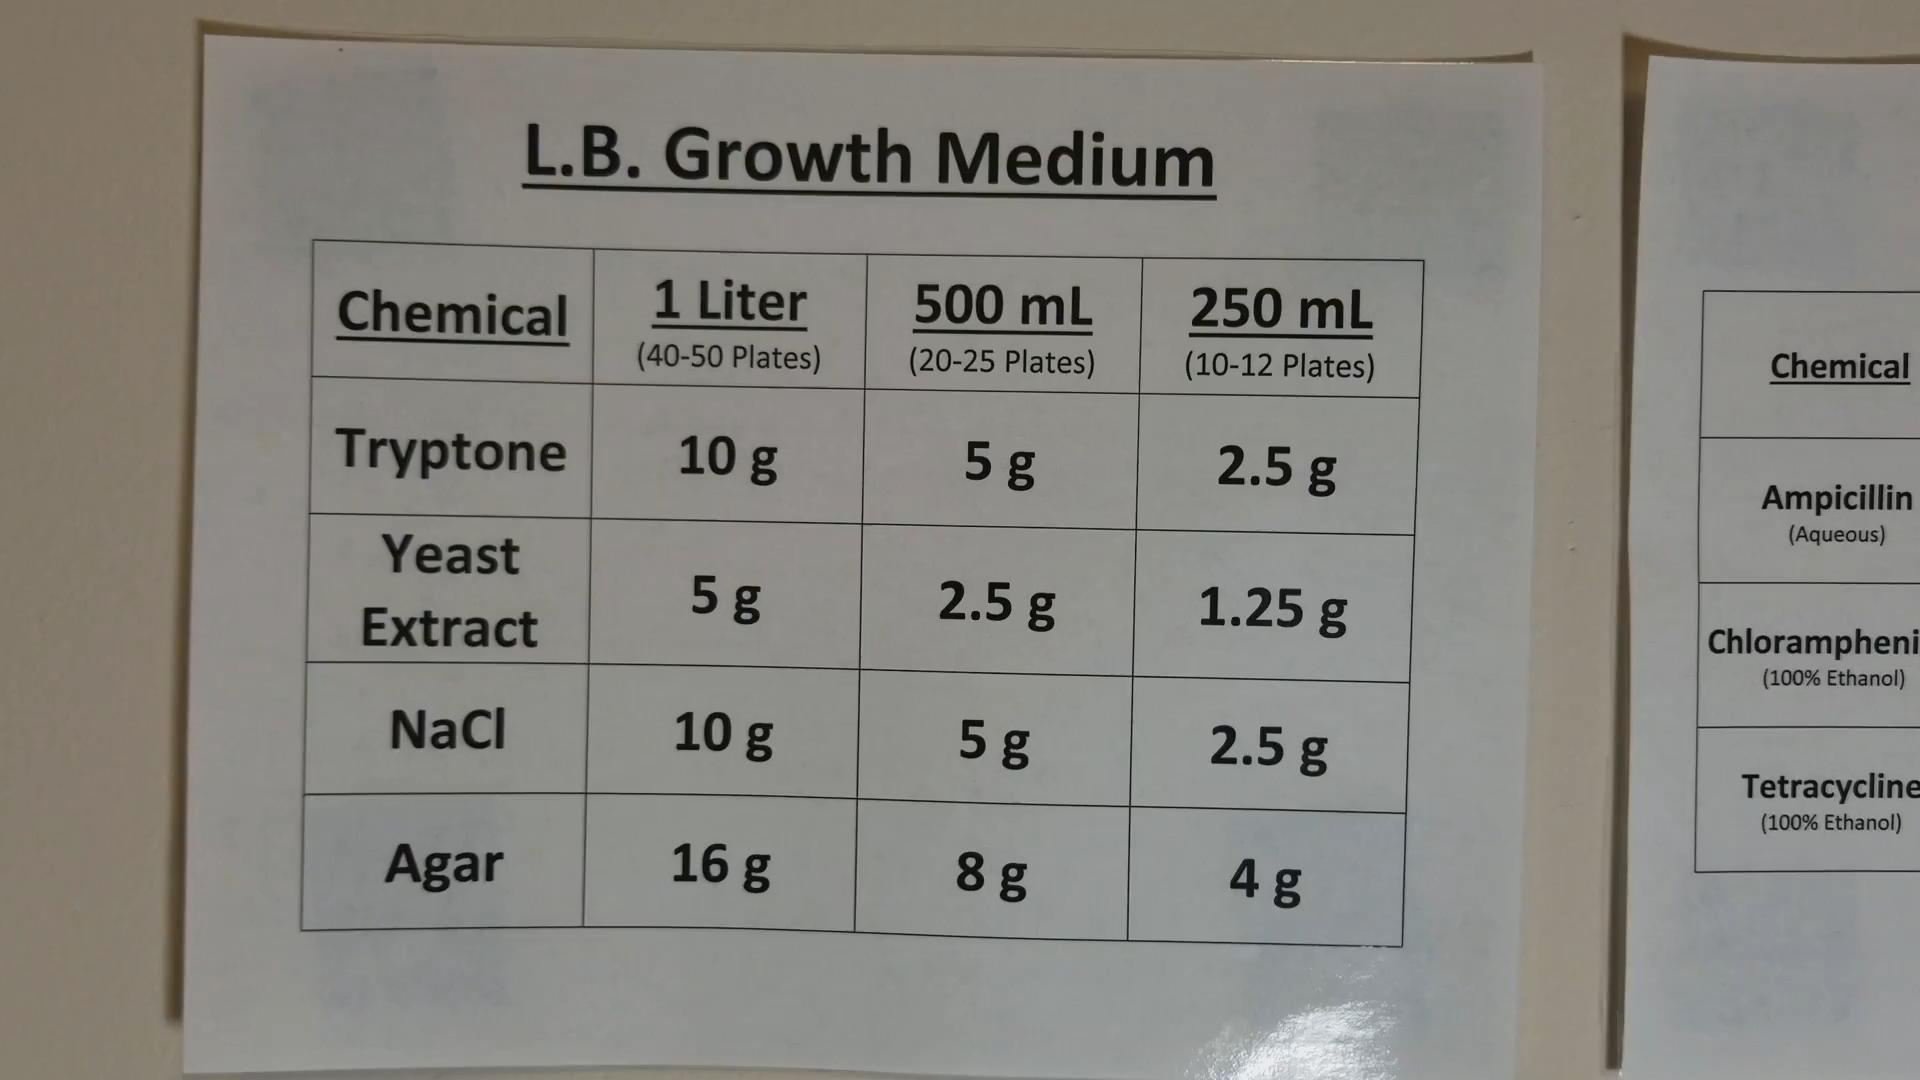 L.B. Growth Medium
Chemical 1 Liter 500 mL 250 mL
(40-50 Plates) (20-25 Plates) (10-12 Plates)
Tryptone 10 g 5 g 2.5 g
Yeast
Extract 5 g 2.5 g 1.25 g
NaCl 10 g 5 g 2.5 g
Agar 16 g 8 g 4 g
Chemical
Ampicillin
(Aqueous)
Chlorampheni
(100% Ethanol)
Tetracycline
(100% Ethanol)